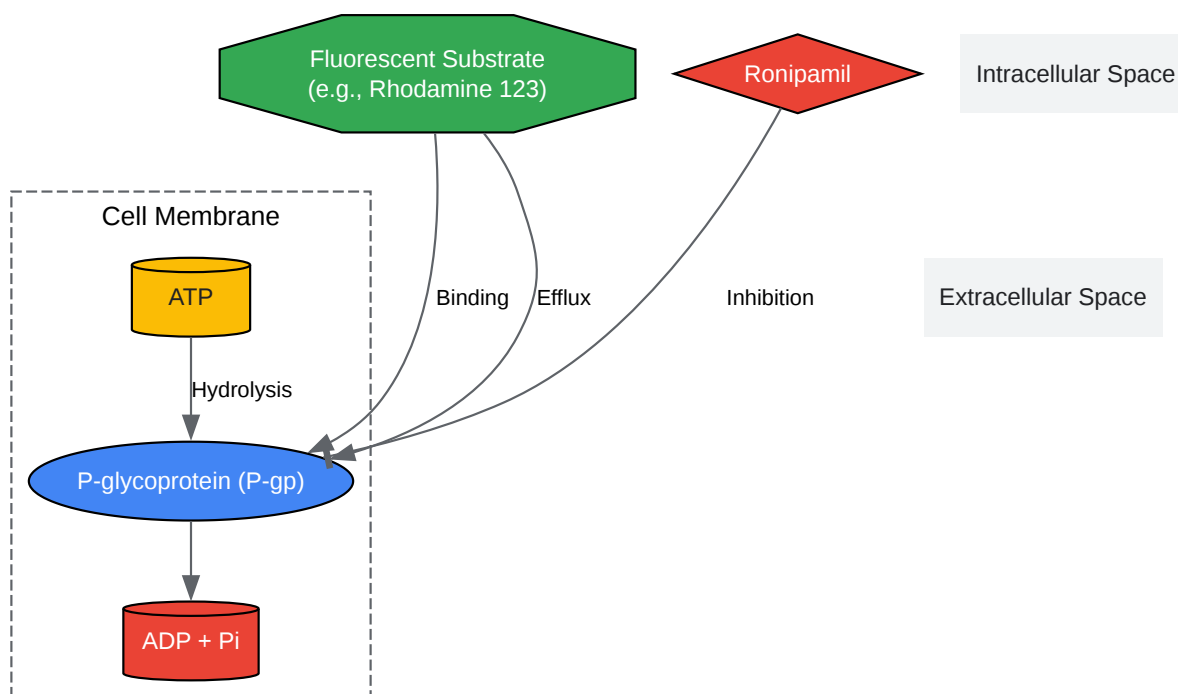 Fluorescent Substrate
(e.g., Rhodamine 123)
Ronipamil
Intracellular Space
Cell Membrane
ATP
Binding
Efflux
Inhibition
Extracellular Space
Hydrolysis
P-glycoprotein (P-gp)
ADP + Pi